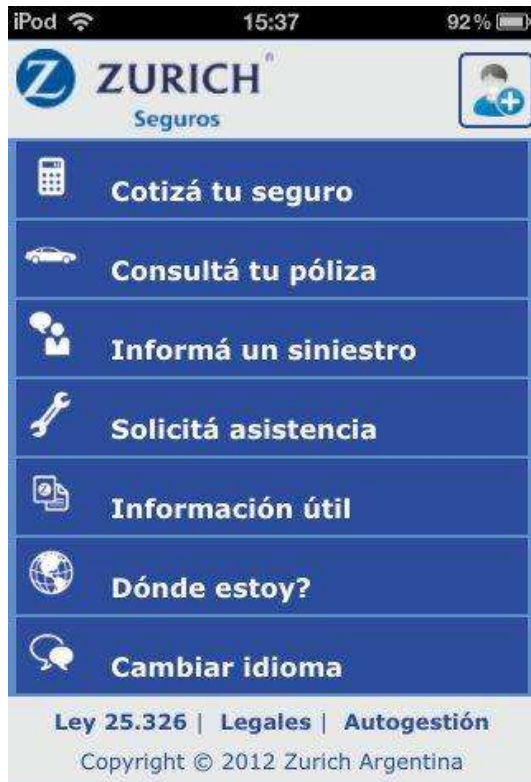 iPod 15:37 92%
ZURICH®
Seguros
Cotizá tu seguro
Consultá tu póliza
Informá un siniestro
Solicitá asistencia
Información útil
Dónde estoy?
Cambiar idioma
Ley 25.326 | Legales | Autogestión
Copyright © 2012 Zurich Argentina